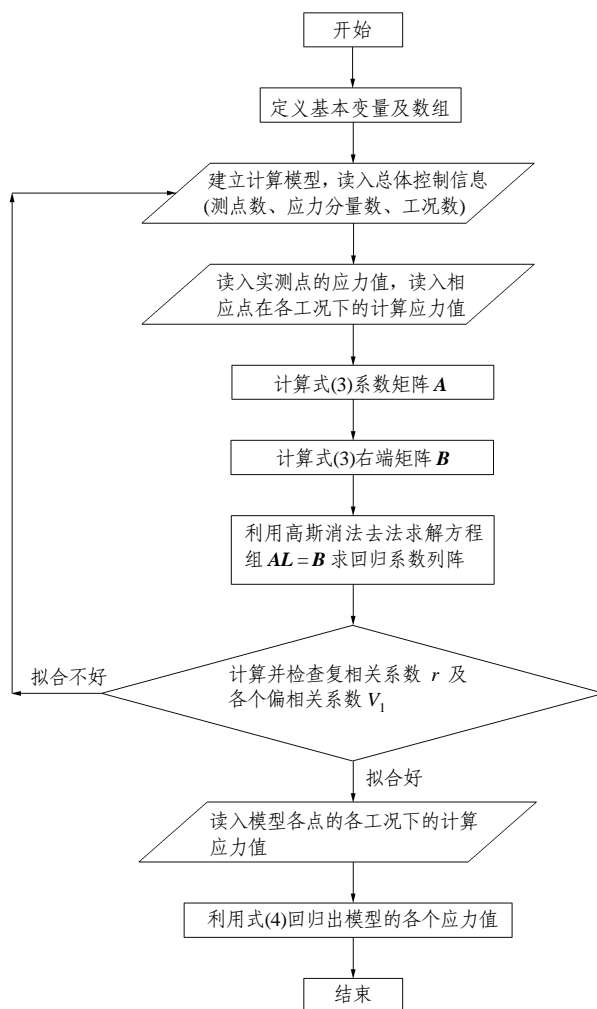 开始
定义基本变量及数组
建立计算模型，读入总体控制信息
(测点数、应力分量数、工况数)
读入实测点的应力值，读入相
应点在各工况下的计算应力值
计算式(3)系数矩阵 A
计算式(3)右端矩阵 B
利用高斯消法去法求解方程
组 AL = B 求回归系数列阵
拟合不好
计算并检查复相关系数 r 及
各个偏相关系数 V₁
拟合好
读入模型各点的各工况下的计算
应力值
利用式(4)回归出模型的各个应力值
结束